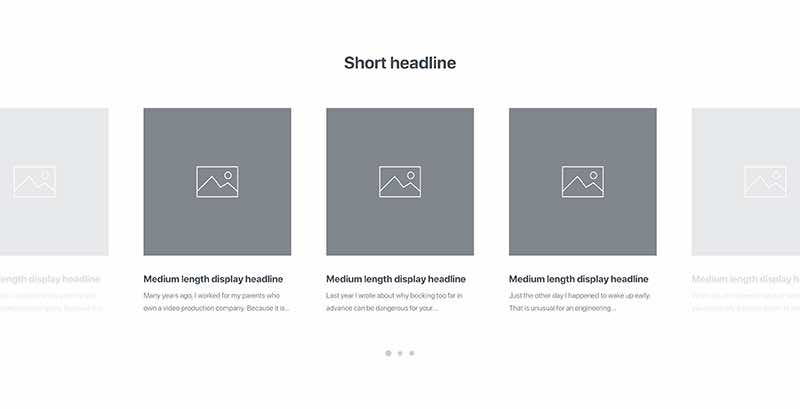 Short headline
ength display headline
Medium length display headline
Many years ago, I worked for my parents who
own a video production company. Because it is...
Medium length display headline
Last year I wrote about why booking too far in
advance can be dangerous for your...
Medium length display headline
Just the other day I happened to wake up early.
That is unusual for an engineering...
Medium length display h